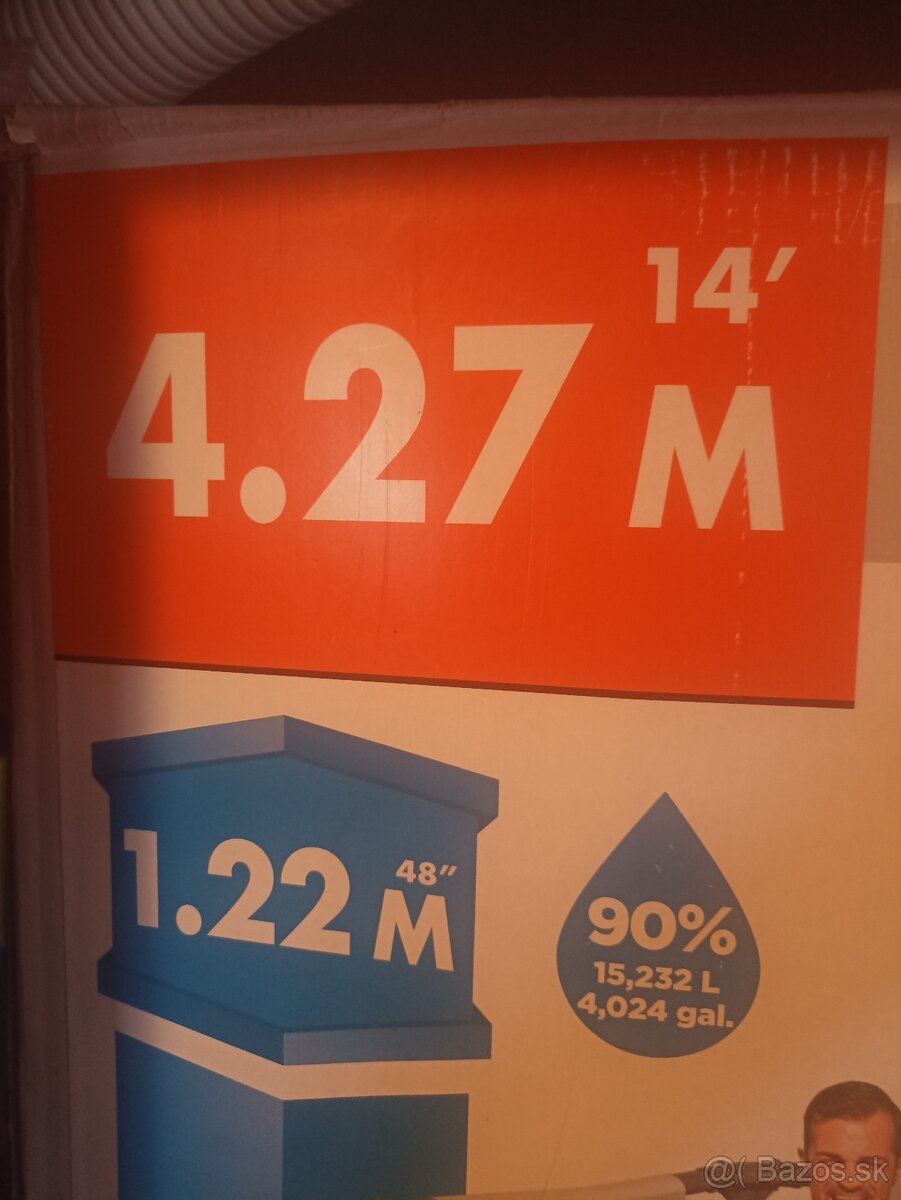 14′
4.27 M
48″
1.22 M
90%
15,232 L
4,024 gal.
@( Bazos.sk